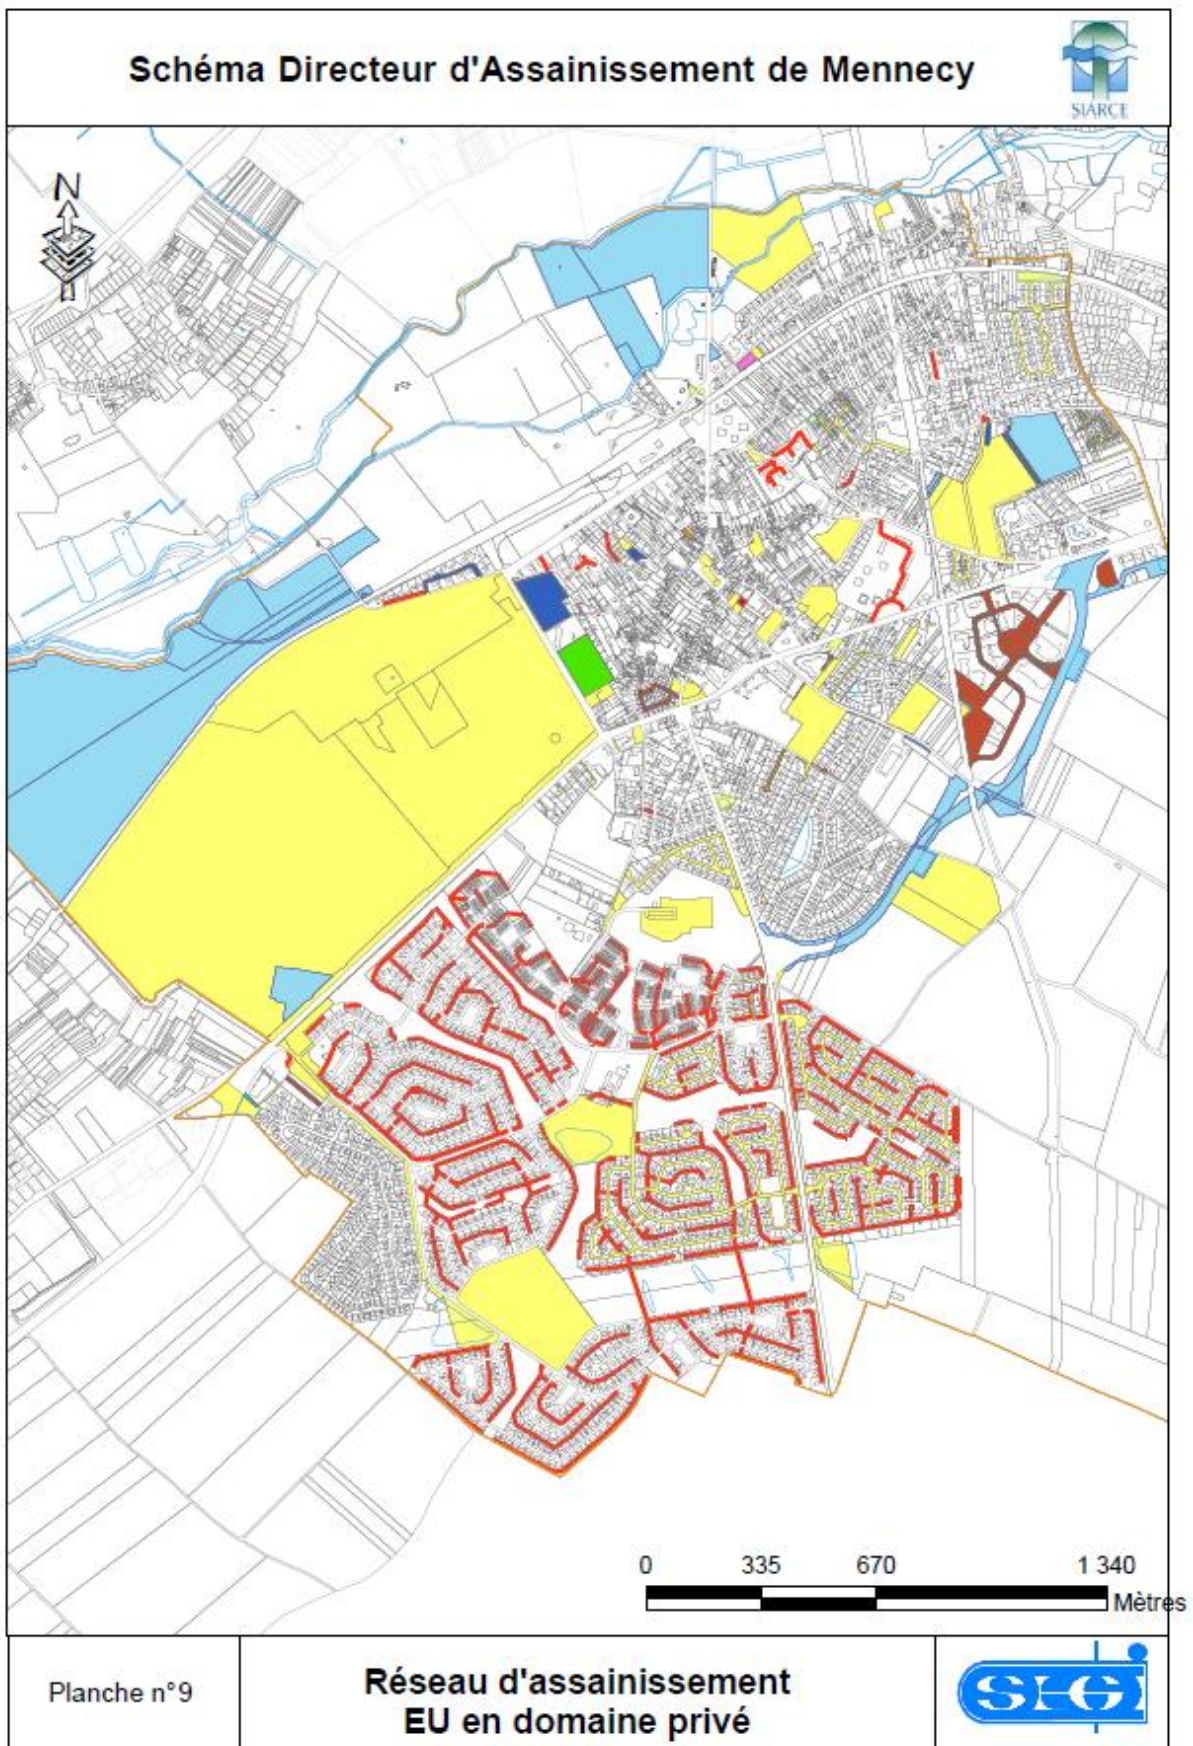 Schéma Directeur d'Assainissement de Mennecy
SIARCE
N
0 335 670 1 340
Mètres
Planche n°9
Réseau d'assainissement
EU en domaine privé